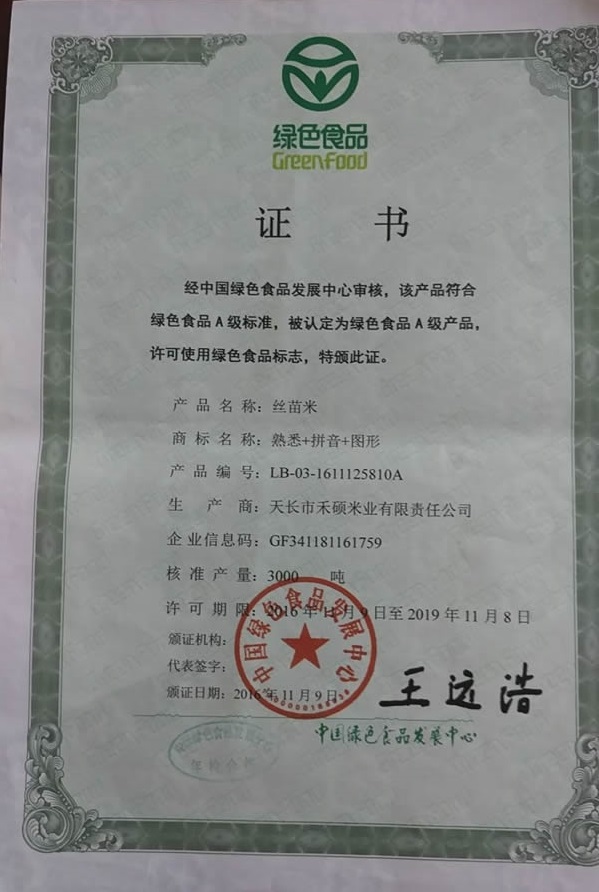 绿色食品
Greenfood
证 书
经中国绿色食品发展中心审核，该产品符合
绿色食品A级标准，被认定为绿色食品A级产品，
许可使用绿色食品标志，特颁此证。
产品名称：丝苗米
商标名称：熟悉+拼音+图形
产品编号：LB-03-1611125810A
生产商：天长市禾硕米业有限责任公司
企业信息码：GF341181161759
核准产量：3000 吨
许可期限：2016年11月9日至2019年11月8日
颁证机构：
代表签字：
王远浩
颁证日期：2016年11月9日
中国绿色食品发展中心
中国绿色食品发展中心